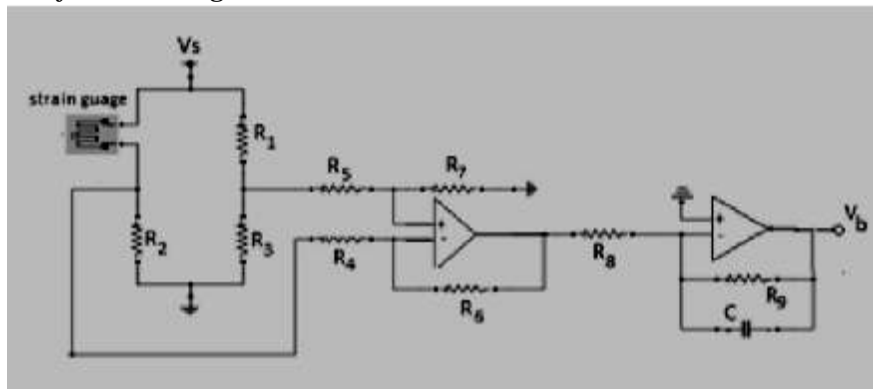 Vs
strain guage
R1
R5
R7
R2
R3
R4
R6
R8
R9
C
Vb
+
-
+
-